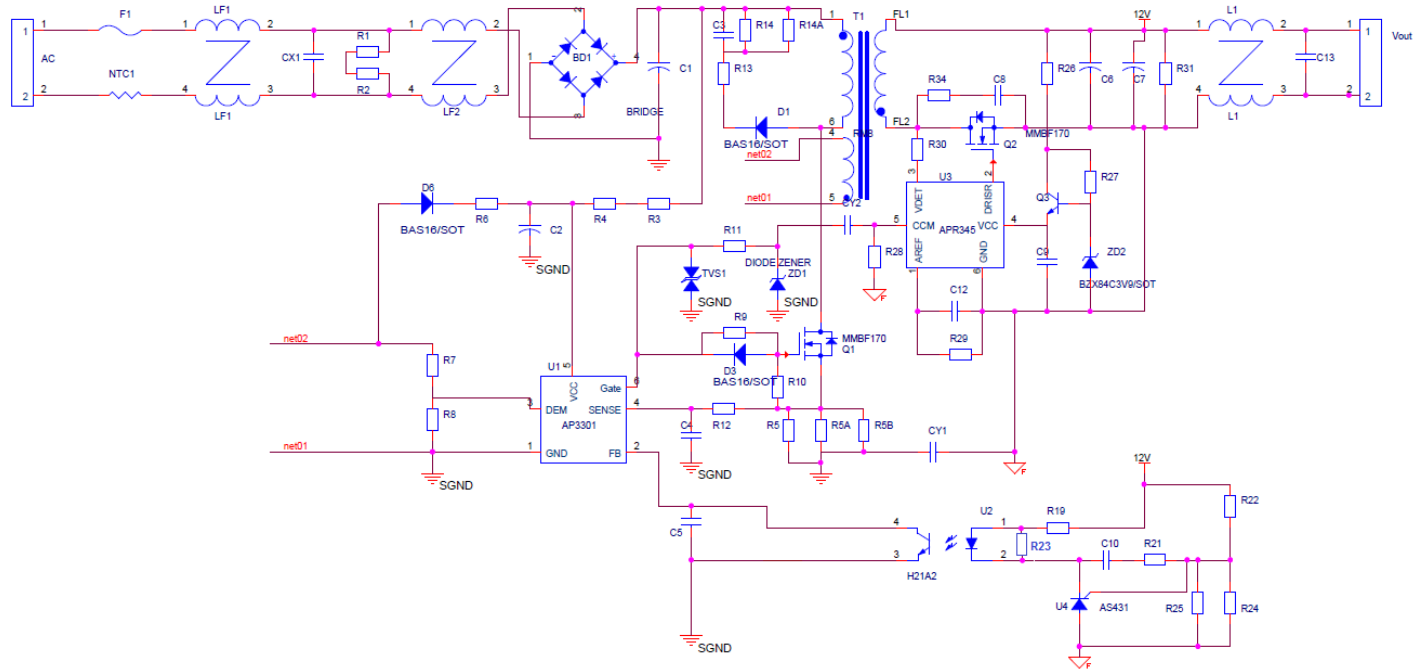 F1
LF1
LF2
R1
R2
CX1
AC
NTC1
LF1
1
2
1
2
4
3
1
2
4
3
BD1
1
4
2
3
BRIDGE
C1
C3
R14
R14A
R13
D1
BAS16/SOT
T1
1
6
4
5
net02
net01
FL1
FL2
R34
C8
MMBF170
Q2
R30
R26
C6
C7
R31
12V
L1
1
2
4
3
L1
C13
1
2
Vout
D6
BAS16/SOT
R6
C2
R4
R3
SGND
R11
CY2
DIODE ZENER
ZD1
TVS1
SGND
SGND
R28
F
U3
3
2
VDET
DRISR
5
CCM
VCC
4
APR345
AREF
GND
1
6
Q3
R27
C9
ZD2
BZX84C3V9/SOT
C12
R29
net02
R7
R8
net01
SGND
U1
5
VCC
Gate
6
3
DEM
SENSE
4
AP3301
1
GND
FB
2
R9
D3
BAS16/SOT
R10
MMBF170
Q1
C4
R12
SGND
R5
R5A
R5B
CY1
F
C5
SGND
4
3
H21A2
U2
1
2
R23
R19
12V
R22
C10
R21
U4
AS431
R25
R24
F